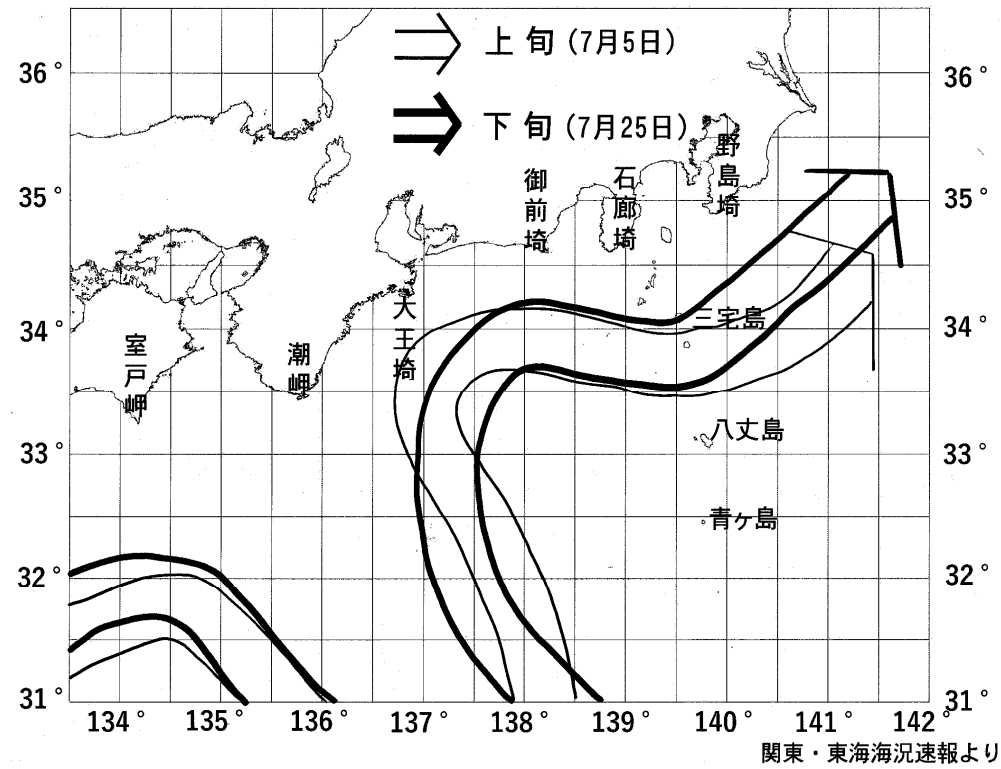 上旬(7月5日)
下旬(7月25日)
36°
36°
35°
35°
34°
34°
33°
33°
32°
32°
31°
31°
野島埼
石廊埼
御前埼
大王埼
潮岬
室戸岬
三宅島
八丈島
青ヶ島
134°
135°
136°
137°
138°
139°
140°
141°
142°
関東・東海海況速報より